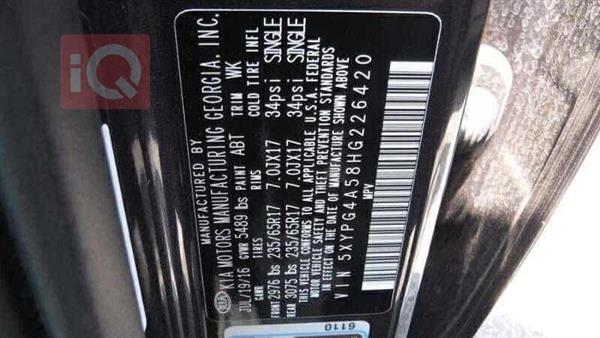 iQ
MANUFACTURED BY
KIA KIA MOTORS MANUFACTURING GEORGIA, INC.
JUL/19/16 GVWR 5489 lbs PAINT ABT TRIM WK
GAWR TIRES RIMS COLD TIRE INFL
FRONT 2976 lbs 235/65R17 7.0JX17 34psi SINGLE
REAR 3075 lbs 235/65R17 7.0JX17 34psi SINGLE
THIS VEHICLE CONFORMS TO ALL APPLICABLE U.S.A. FEDERAL
MOTOR VEHICLE SAFETY BUMPER AND THEFT PREVENTION STANDARDS
IN EFFECT ON THE DATE OF MANUFACTURE SHOWN ABOVE
VIN 5XYPG4A58HG226420
MPV
6110